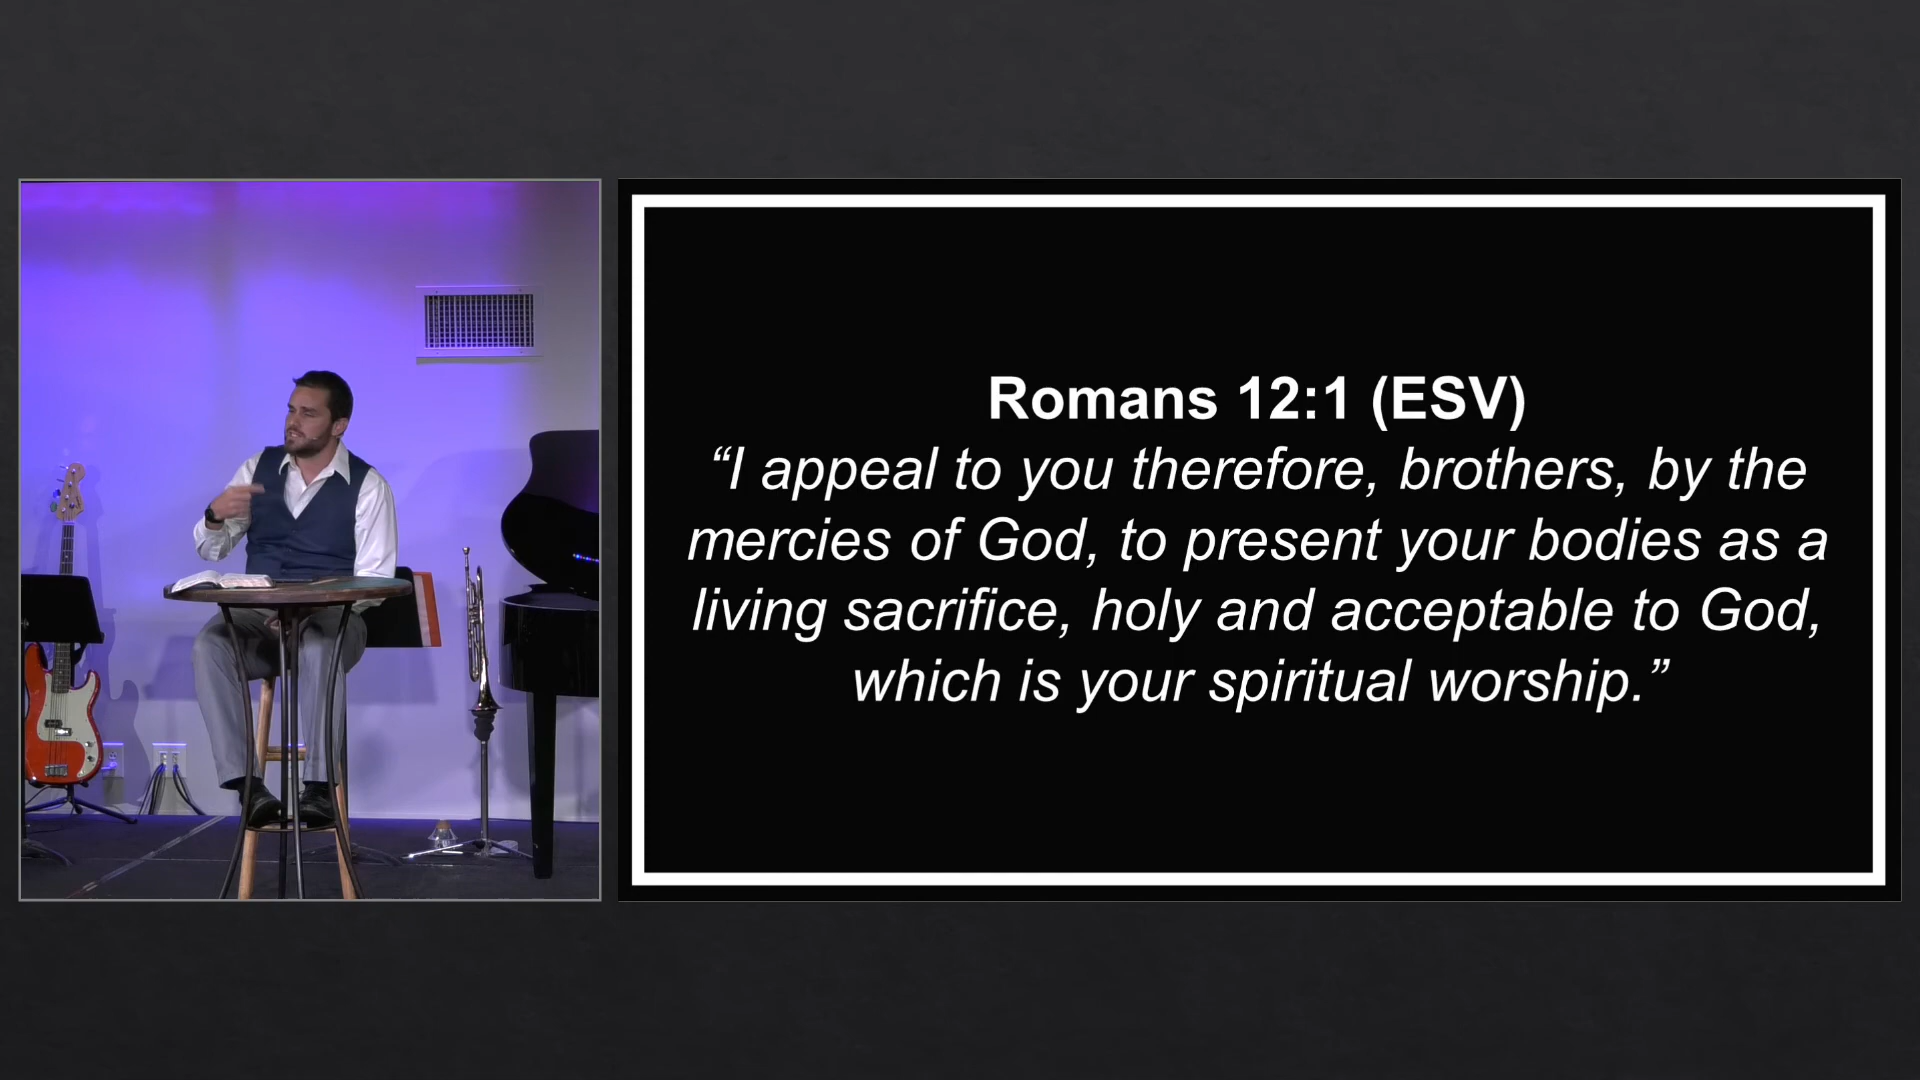 Romans 12:1 (ESV)
“I appeal to you therefore, brothers, by the
mercies of God, to present your bodies as a
living sacrifice, holy and acceptable to God,
which is your spiritual worship.”